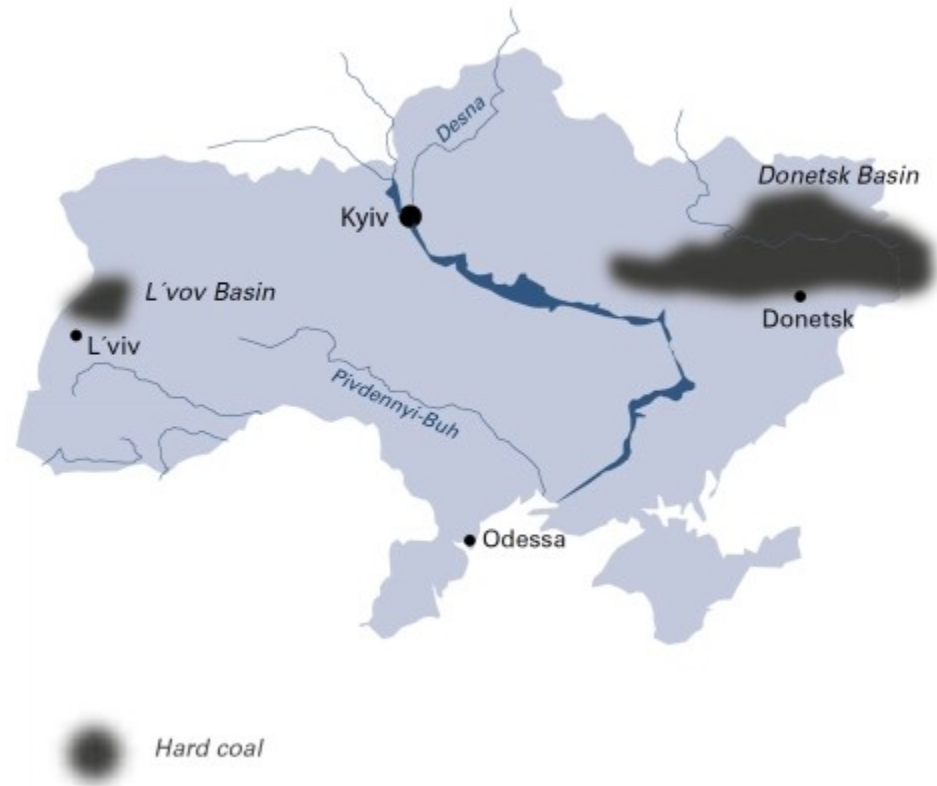 Desna
Donetsk Basin
Kyiv
L´vov Basin
Donetsk
L´viv
Pivdennyi-Buh
Odessa
Hard coal